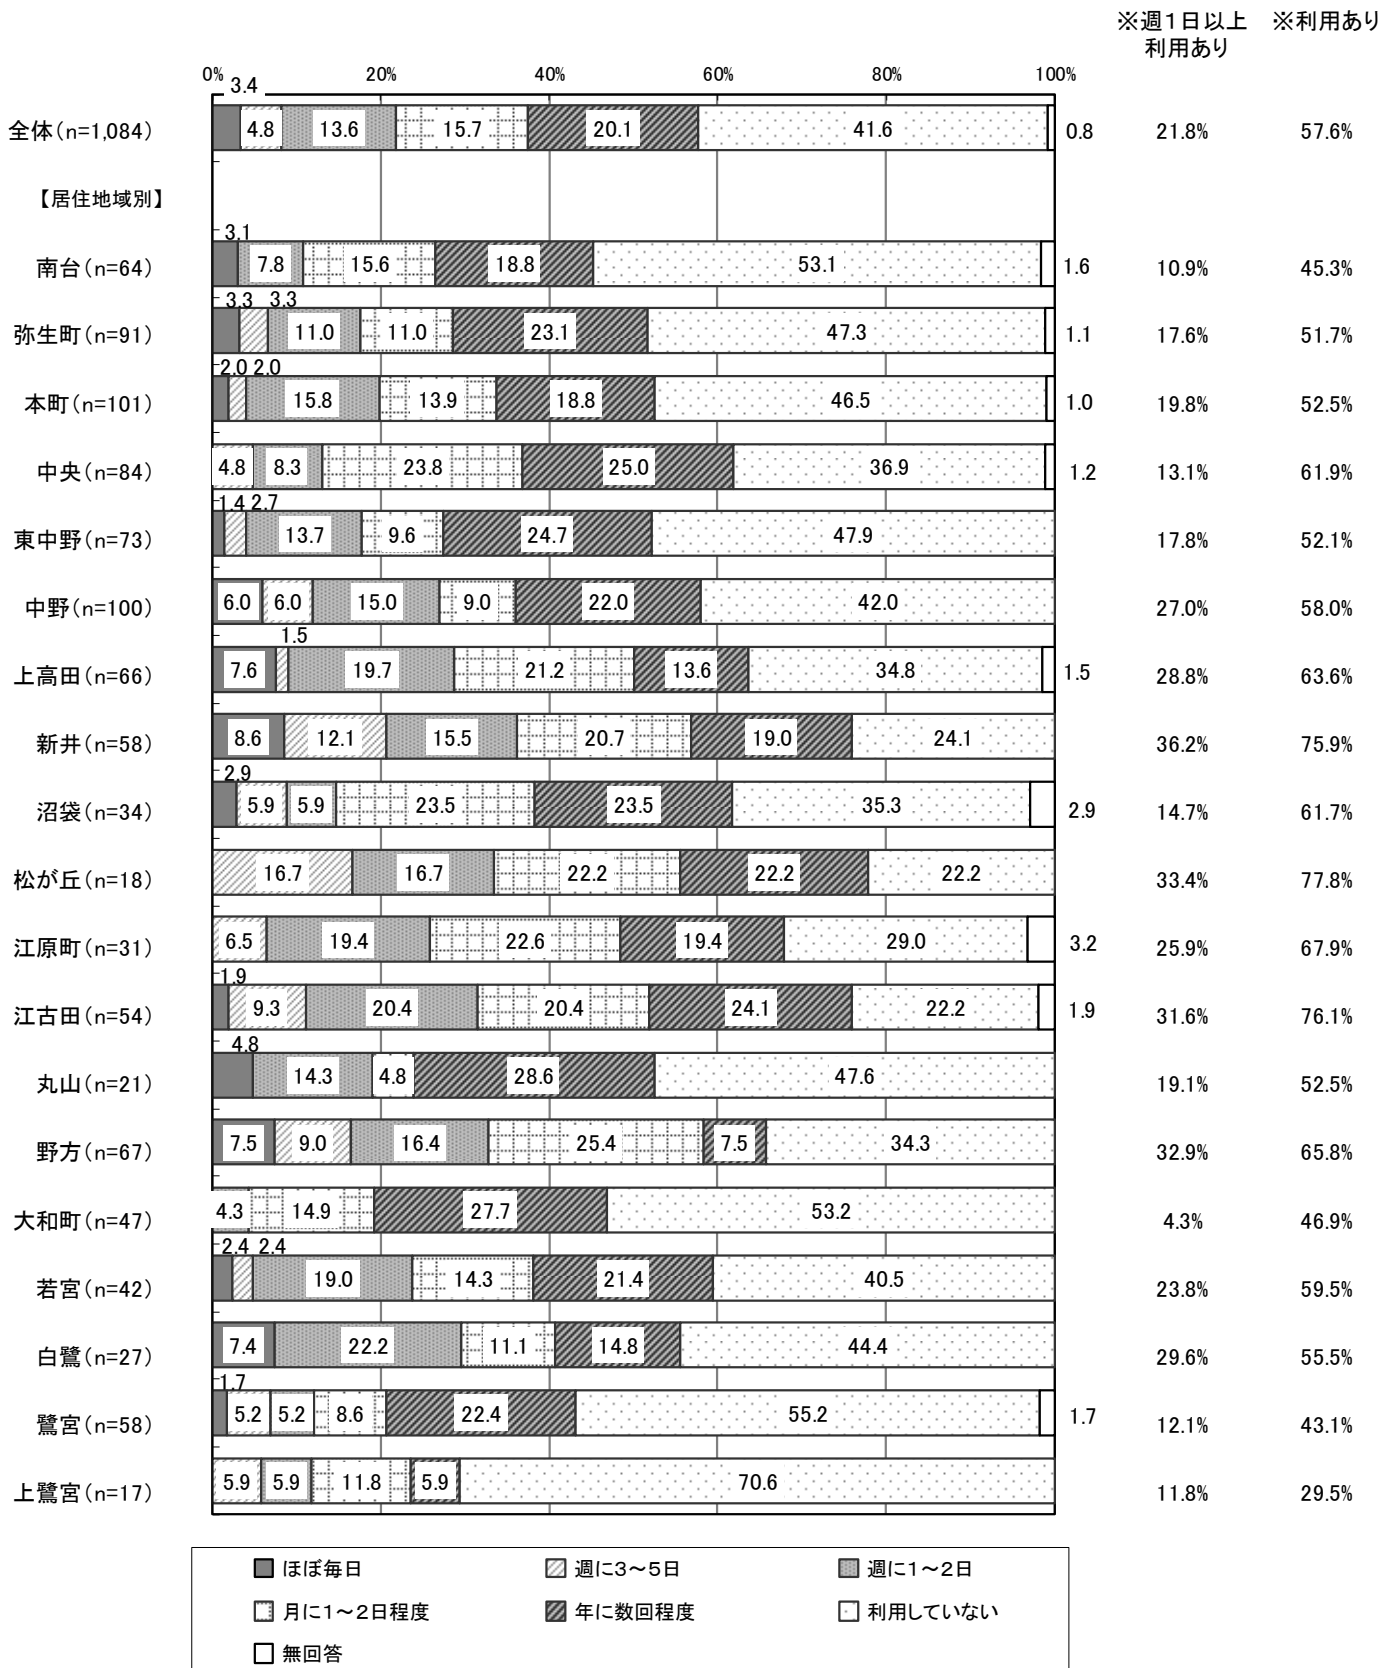 ※週1日以上 ※利用あり
利用あり
0% 20% 40% 60% 80% 100%
3.4
全体(n=1,084) 4.8 13.6 15.7 20.1 41.6 0.8 21.8% 57.6%
【居住地域別】
3.1
南台(n=64) 7.8 15.6 18.8 53.1 1.6 10.9% 45.3%
3.3 3.3
弥生町(n=91) 11.0 11.0 23.1 47.3 1.1 17.6% 51.7%
2.0 2.0
本町(n=101) 15.8 13.9 18.8 46.5 1.0 19.8% 52.5%
中央(n=84) 4.8 8.3 23.8 25.0 36.9 1.2 13.1% 61.9%
1.4 2.7
東中野(n=73) 13.7 9.6 24.7 47.9 17.8% 52.1%
中野(n=100) 6.0 6.0 15.0 9.0 22.0 42.0 27.0% 58.0%
1.5
上高田(n=66) 7.6 19.7 21.2 13.6 34.8 1.5 28.8% 63.6%
新井(n=58) 8.6 12.1 15.5 20.7 19.0 24.1 36.2% 75.9%
2.9
沼袋(n=34) 5.9 5.9 23.5 23.5 35.3 2.9 14.7% 61.7%
松が丘(n=18) 16.7 16.7 22.2 22.2 22.2 33.4% 77.8%
江原町(n=31) 6.5 19.4 22.6 19.4 29.0 3.2 25.9% 67.9%
1.9
江古田(n=54) 9.3 20.4 20.4 24.1 22.2 1.9 31.6% 76.1%
4.8
丸山(n=21) 14.3 4.8 28.6 47.6 19.1% 52.5%
野方(n=67) 7.5 9.0 16.4 25.4 7.5 34.3 32.9% 65.8%
大和町(n=47) 4.3 14.9 27.7 53.2 4.3% 46.9%
2.4 2.4
若宮(n=42) 19.0 14.3 21.4 40.5 23.8% 59.5%
白鷺(n=27) 7.4 22.2 11.1 14.8 44.4 29.6% 55.5%
1.7
鷺宮(n=58) 5.2 5.2 8.6 22.4 55.2 1.7 12.1% 43.1%
上鷺宮(n=17) 5.9 5.9 11.8 5.9 70.6 11.8% 29.5%
ほぼ毎日 週に3～5日 週に1～2日
月に1～2日程度 年に数回程度 利用していない
無回答